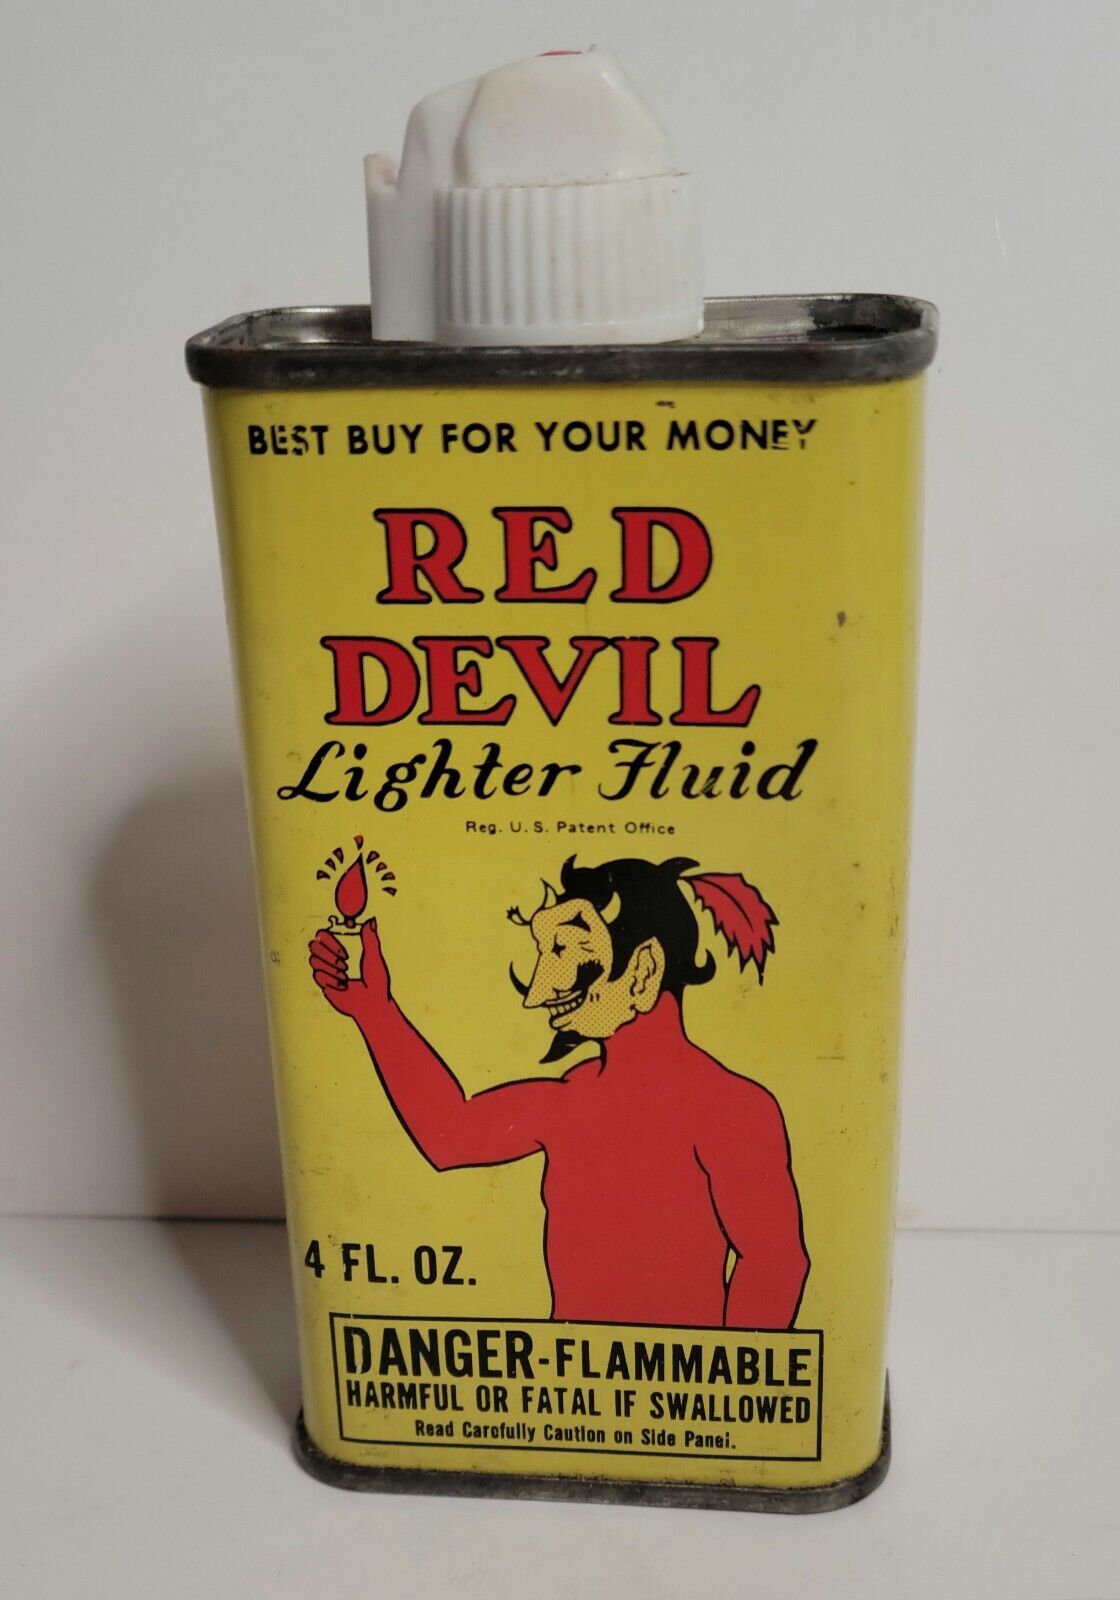 BEST BUY FOR YOUR MONEY
RED
DEVIL
Lighter Fluid
Reg. U.S. Patent Office
4 FL. OZ.
DANGER-FLAMMABLE
HARMFUL OR FATAL IF SWALLOWED
Read Carefully Caution on Side Panel.